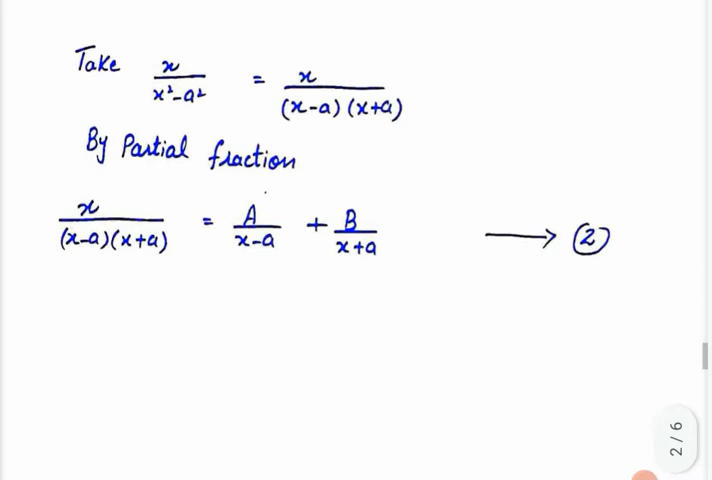 Take x/(x²-a²) = x/((x-a)(x+a))
By Partial fraction
x/((x-a)(x+a)) = A/(x-a) + B/(x+a) ⟶ ②
2/6